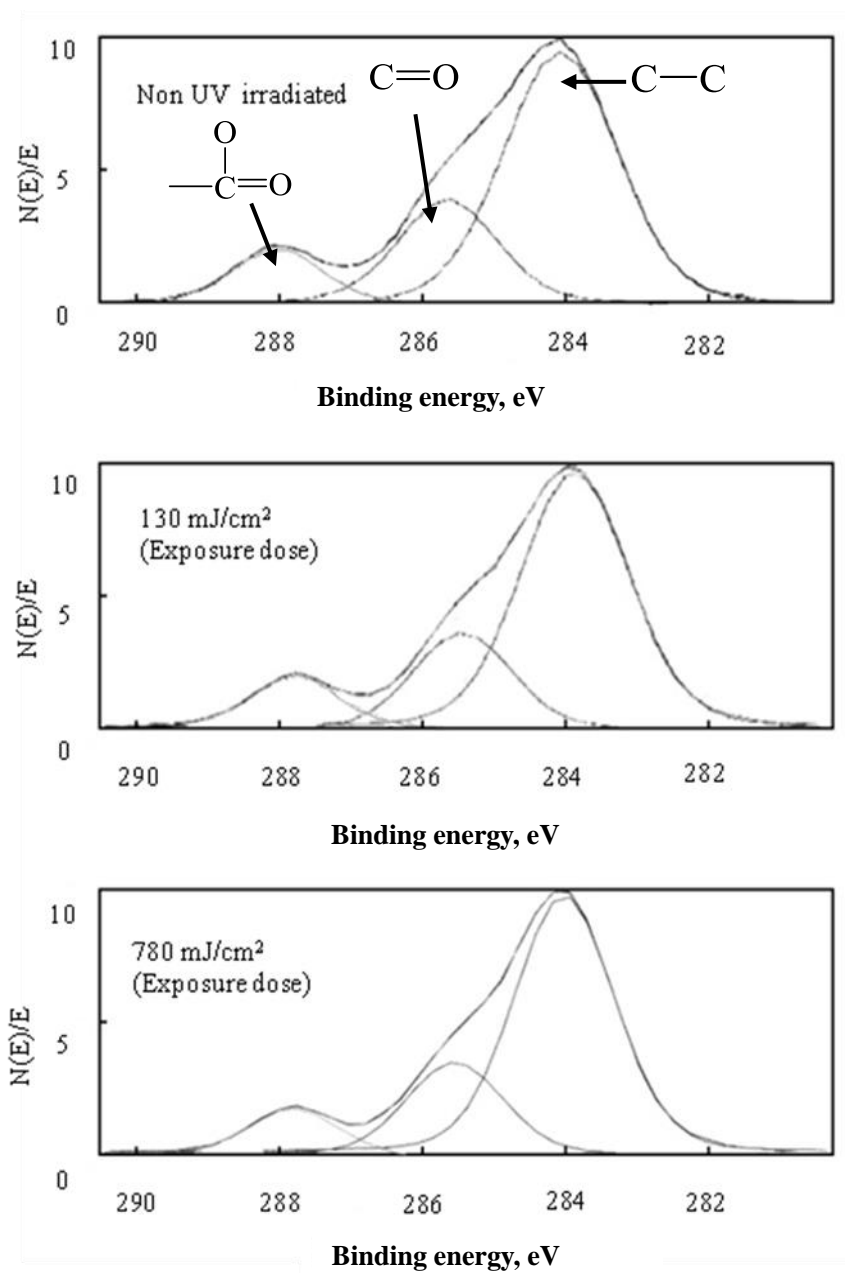 10
Non UV irradiated
C=O
C—C
O
—C=O
N(E)/E
5
0
290 288 286 284 282
Binding energy, eV
10
130 mJ/cm²
(Exposure dose)
N(E)/E
5
0
290 288 286 284 282
Binding energy, eV
10
780 mJ/cm²
(Exposure dose)
N(E)/E
5
0
290 288 286 284 282
Binding energy, eV